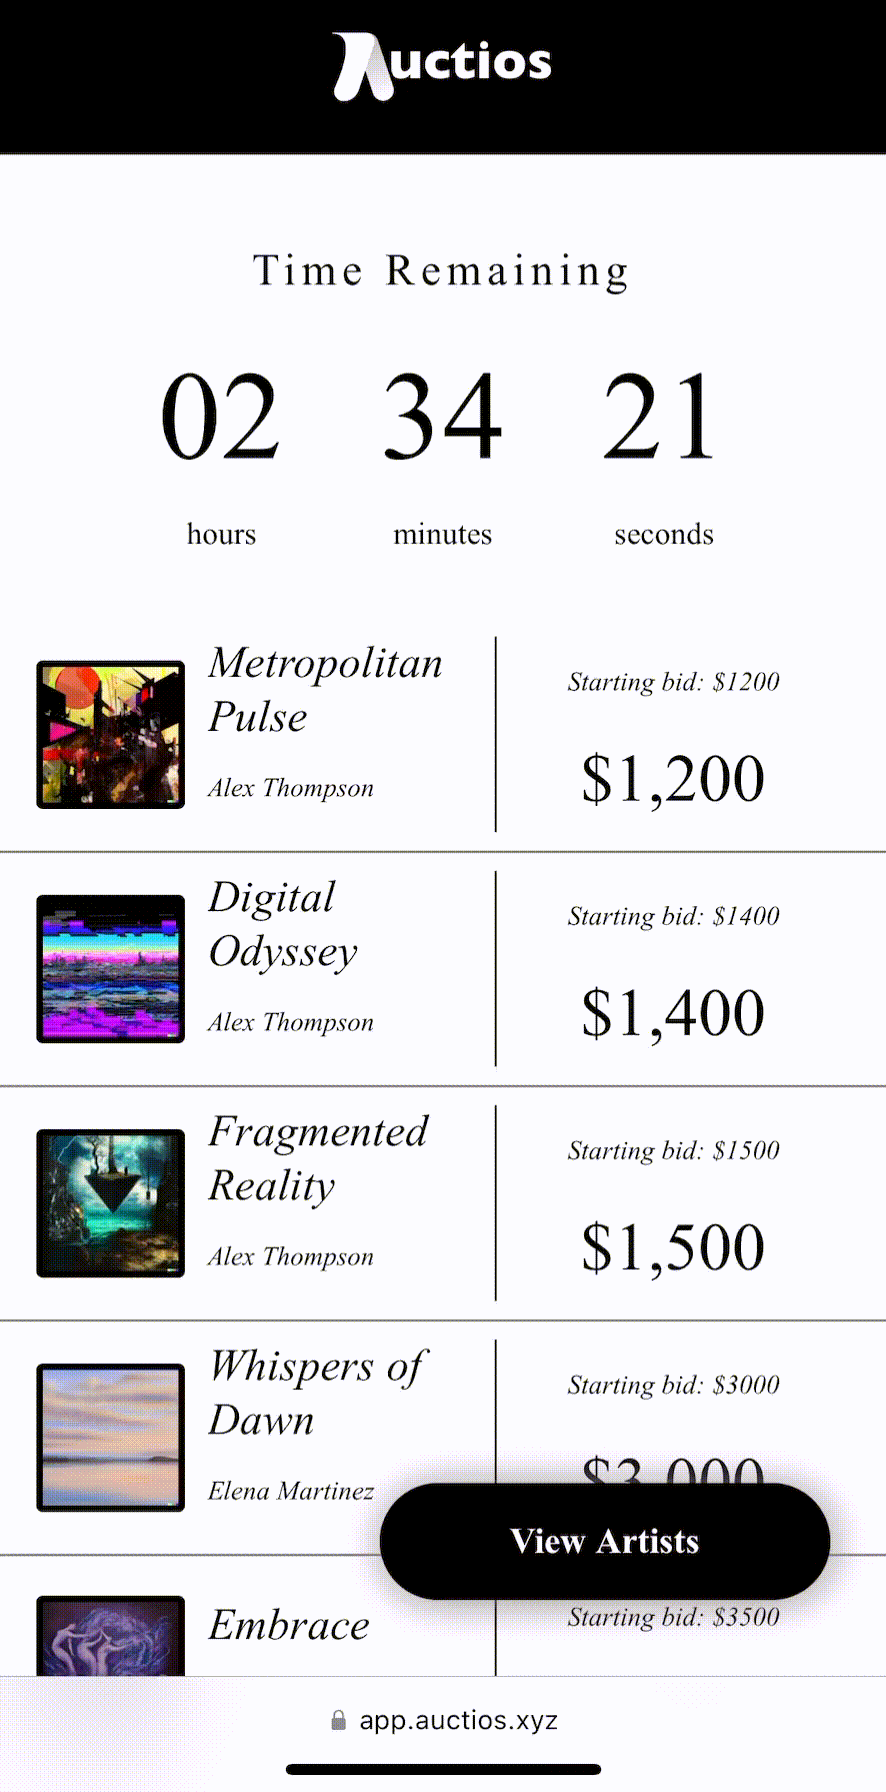 Auctios
Time Remaining
02 34 21
hours minutes seconds
Metropolitan
Pulse
Alex Thompson
Starting bid: $1200
$1,200
Digital
Odyssey
Alex Thompson
Starting bid: $1400
$1,400
Fragmented
Reality
Alex Thompson
Starting bid: $1500
$1,500
Whispers of
Dawn
Elena Martinez
Starting bid: $3000
$3,000
View Artists
Embrace
Starting bid: $3500
app.auctios.xyz